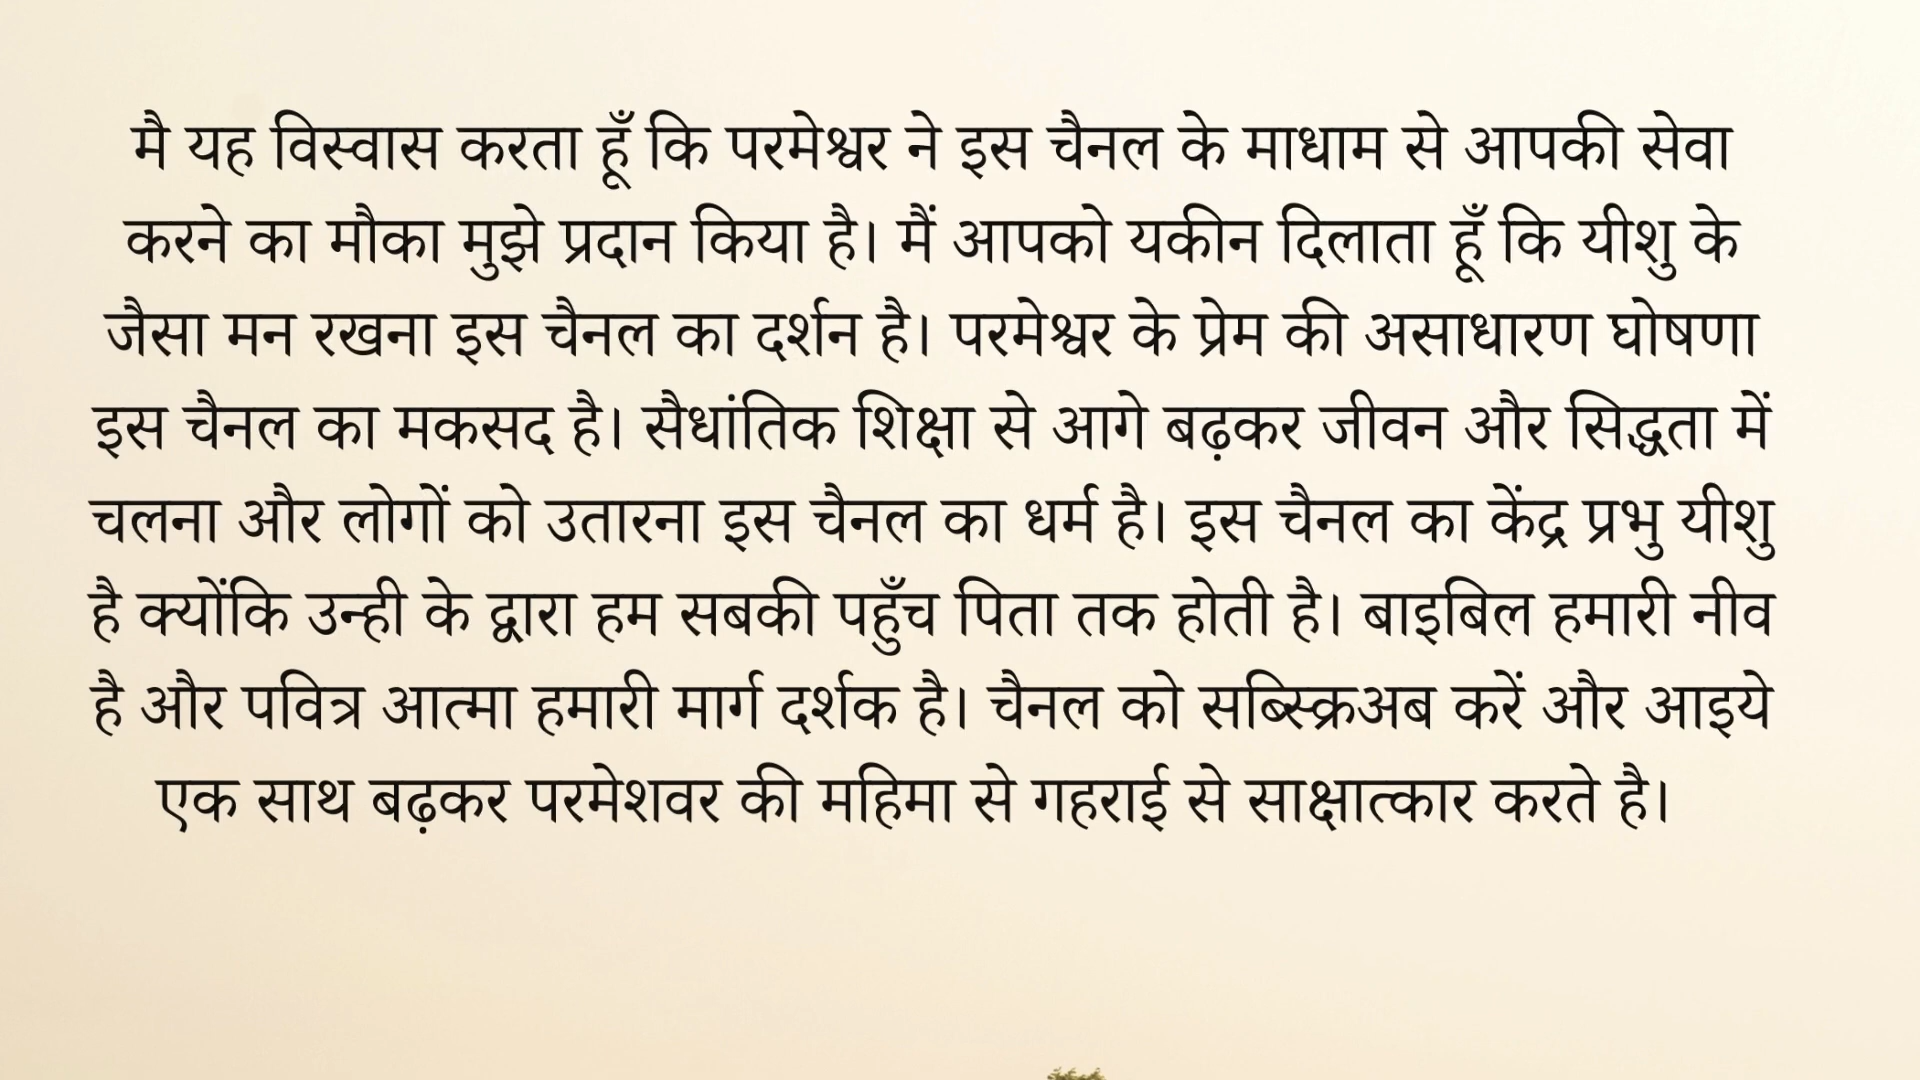 मै यह विस्वास करता हूँ कि परमेश्वर ने इस चैनल के माधाम से आपकी सेवा
करने का मौका मुझे प्रदान किया है। मैं आपको यकीन दिलाता हूँ कि यीशु के
जैसा मन रखना इस चैनल का दर्शन है। परमेश्वर के प्रेम की असाधारण घोषणा
इस चैनल का मकसद है। सैधांतिक शिक्षा से आगे बढ़कर जीवन और सिद्धता में
चलना और लोगों को उतारना इस चैनल का धर्म है। इस चैनल का केंद्र प्रभु यीशु
है क्योंकि उन्ही के द्वारा हम सबकी पहुँच पिता तक होती है। बाइबिल हमारी नीव
है और पवित्र आत्मा हमारी मार्ग दर्शक है। चैनल को सब्स्क्रिअब करें और आइये
एक साथ बढ़कर परमेशवर की महिमा से गहराई से साक्षात्कार करते है।